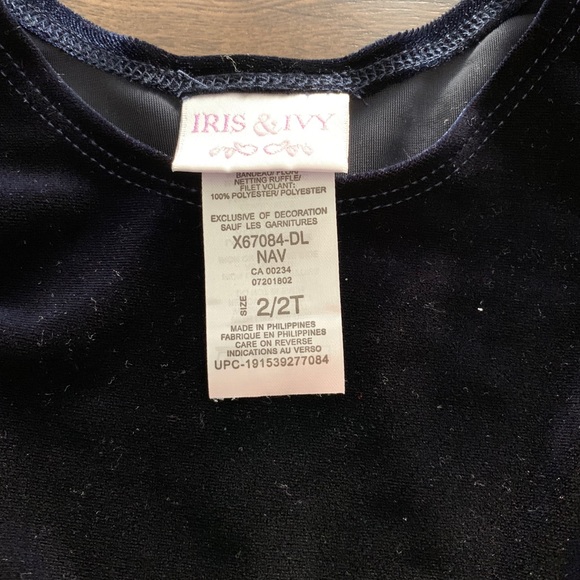 IRIS & IVY
NETTING RUFFLE/
FILET VOLANT:
100% POLYESTER/ POLYESTER
EXCLUSIVE OF DECORATION
SAUF LES GARNITURES
X67084-DL
NAV
CA 00234
07201802
SIZE 2/2T
MADE IN PHILIPPINES
FABRIQUE EN PHILIPPINES
CARE ON REVERSE
INDICATIONS AU VERSO
UPC-191539277084